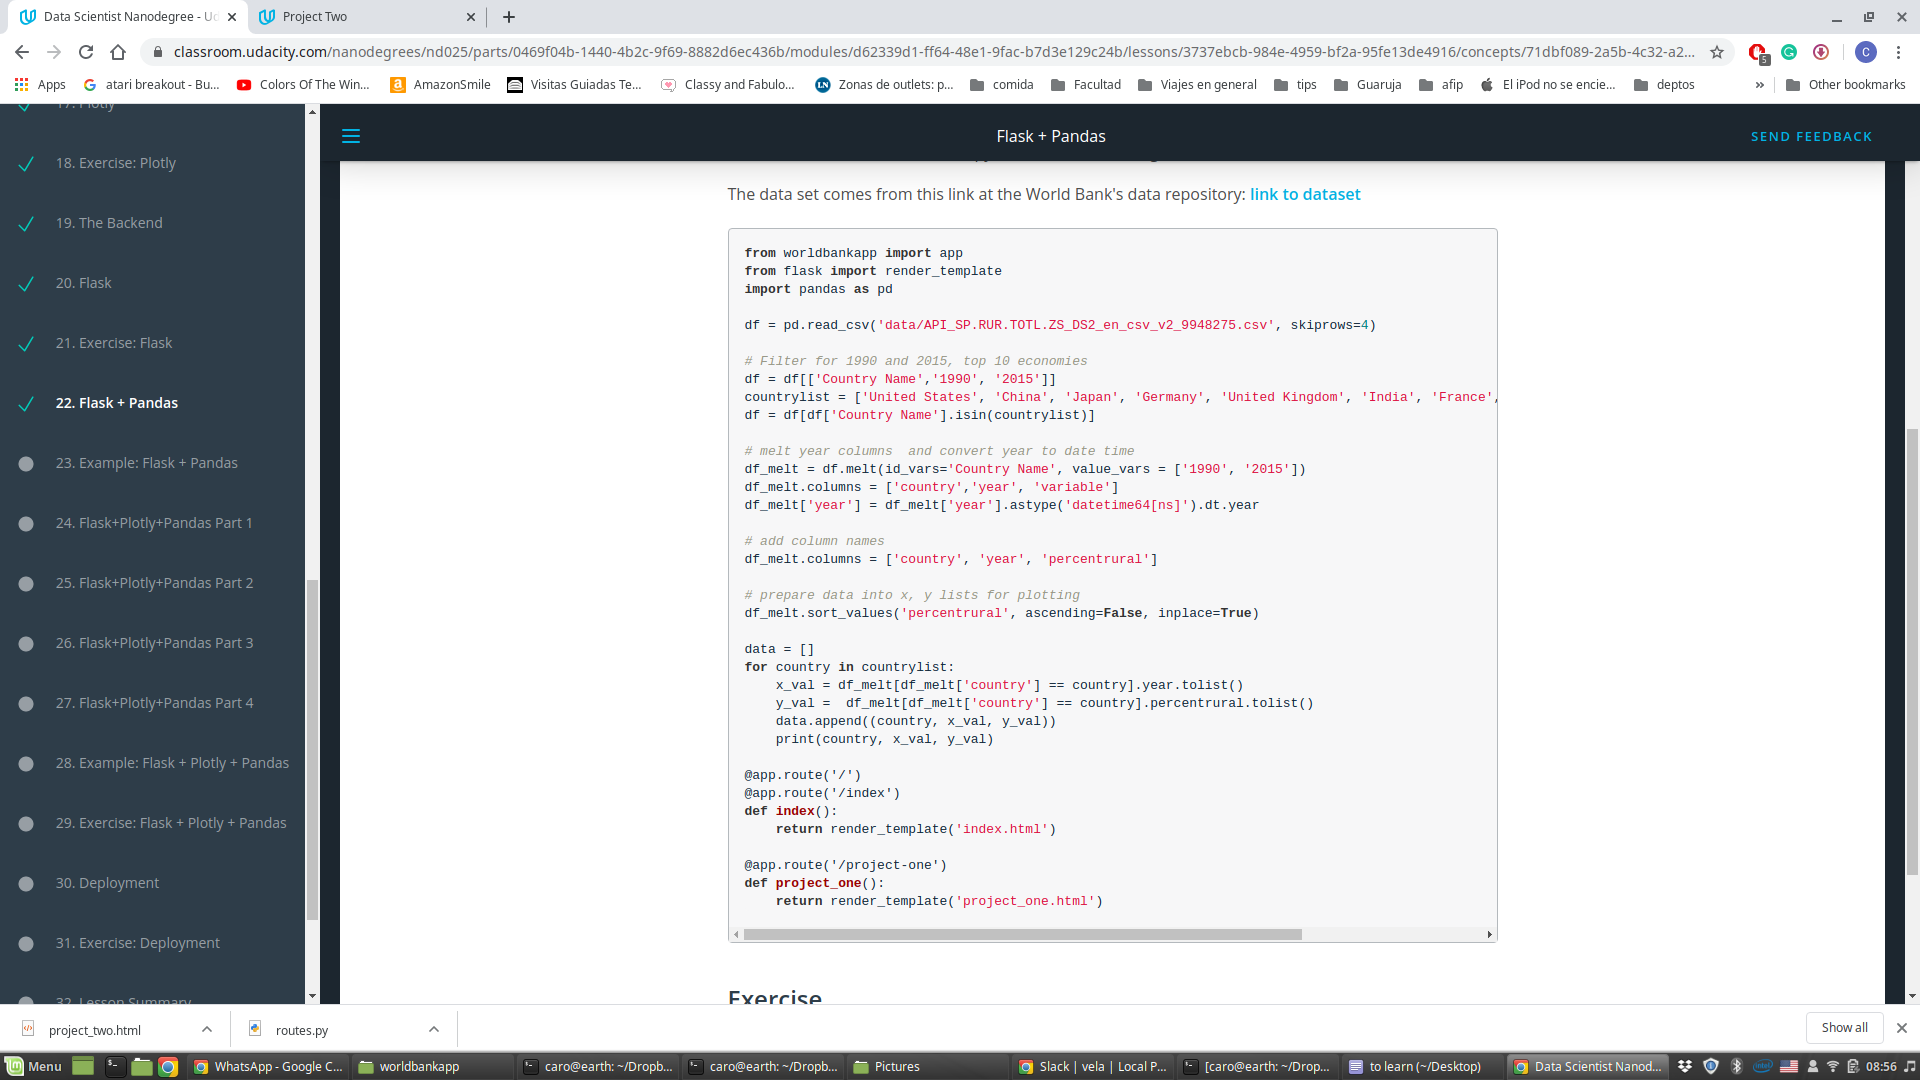 Data Scientist Nanodegree - Ud
Project Two
classroom.udacity.com/nanodegrees/nd025/parts/0469f04b-1440-4b2c-9f69-8882d6ec436b/modules/d62339d1-ff64-48e1-9fac-b7d3e129c24b/lessons/3737ebcb-984e-4959-bf2a-95fe13de4916/concepts/71dbf089-2a5b-4c32-a2...
5
C
Apps
atari breakout - Bu...
Colors Of The Win...
AmazonSmile
Visitas Guiadas Te...
Classy and Fabulo...
Zonas de outlets: p...
comida
Facultad
Viajes en general
tips
Guaruja
afip
El iPod no se encie...
deptos
»
Other bookmarks
17. Plotly
18. Exercise: Plotly
19. The Backend
20. Flask
21. Exercise: Flask
22. Flask + Pandas
23. Example: Flask + Pandas
24. Flask+Plotly+Pandas Part 1
25. Flask+Plotly+Pandas Part 2
26. Flask+Plotly+Pandas Part 3
27. Flask+Plotly+Pandas Part 4
28. Example: Flask + Plotly + Pandas
29. Exercise: Flask + Plotly + Pandas
30. Deployment
31. Exercise: Deployment
32. Lesson Summary
Flask + Pandas
SEND FEEDBACK
The data set comes from this link at the World Bank's data repository: link to dataset
from worldbankapp import app
from flask import render_template
import pandas as pd
df = pd.read_csv('data/API_SP.RUR.TOTL.ZS_DS2_en_csv_v2_9948275.csv', skiprows=4)
# Filter for 1990 and 2015, top 10 economies
df = df[['Country Name','1990', '2015']]
countrylist = ['United States', 'China', 'Japan', 'Germany', 'United Kingdom', 'India', 'France',
df = df[df['Country Name'].isin(countrylist)]
# melt year columns  and convert year to date time
df_melt = df.melt(id_vars='Country Name', value_vars = ['1990', '2015'])
df_melt.columns = ['country','year', 'variable']
df_melt['year'] = df_melt['year'].astype('datetime64[ns]').dt.year
# add column names
df_melt.columns = ['country', 'year', 'percentrural']
# prepare data into x, y lists for plotting
df_melt.sort_values('percentrural', ascending=False, inplace=True)
data = []
for country in countrylist:
    x_val = df_melt[df_melt['country'] == country].year.tolist()
    y_val =  df_melt[df_melt['country'] == country].percentrural.tolist()
    data.append((country, x_val, y_val))
    print(country, x_val, y_val)
@app.route('/')
@app.route('/index')
def index():
    return render_template('index.html')
@app.route('/project-one')
def project_one():
    return render_template('project_one.html')
Exercise
project_two.html
routes.py
Show all
Menu
WhatsApp - Google C...
worldbankapp
caro@earth: ~/Dropb...
caro@earth: ~/Dropb...
Pictures
Slack | vela | Local P...
[caro@earth: ~/Drop...
to learn (~/Desktop)
Data Scientist Nanod...
08:56